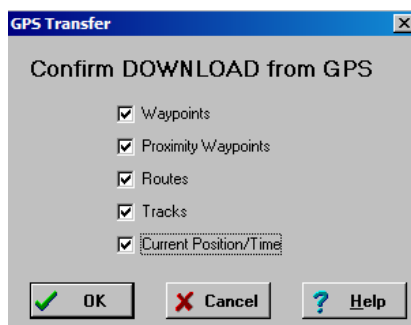 GPS Transfer
Confirm DOWNLOAD from GPS
Waypoints
Proximity Waypoints
Routes
Tracks
Current Position/Time
OK Cancel Help